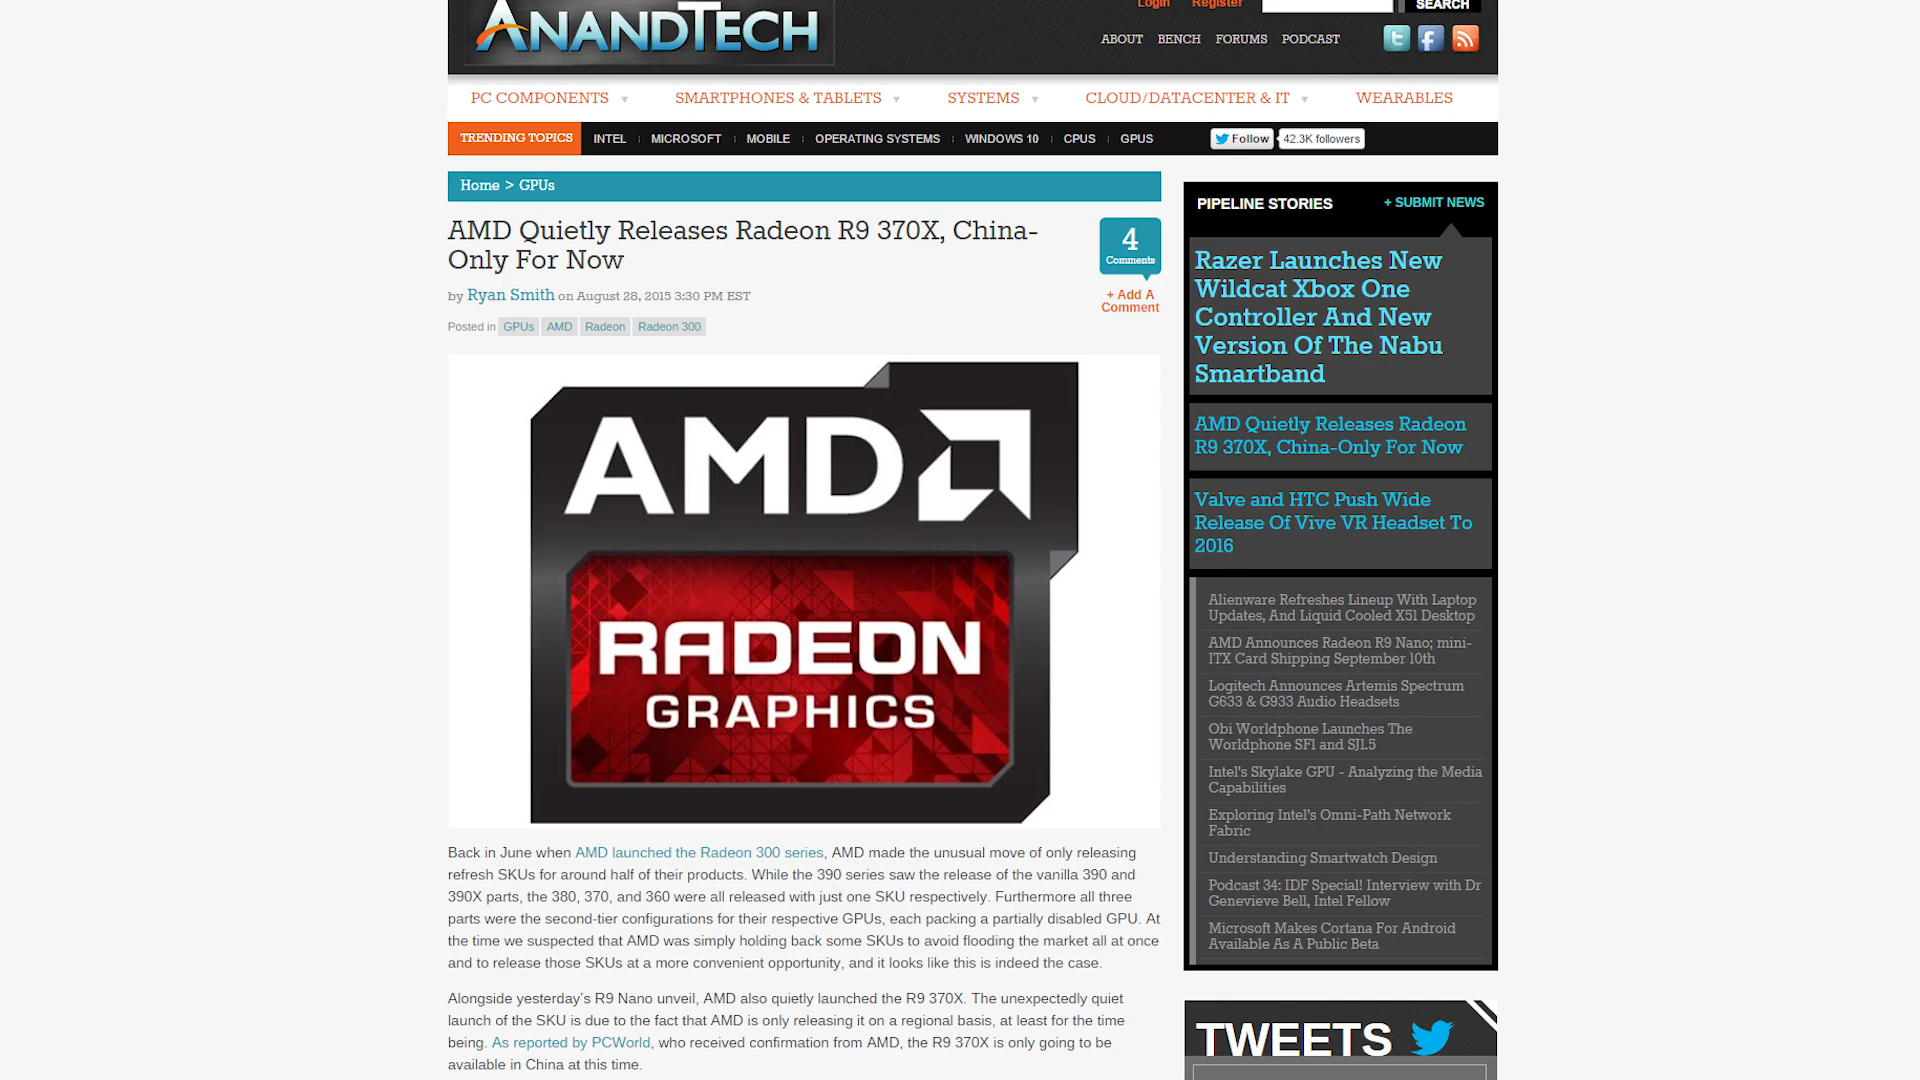 Login Register SEARCH
ANANDTECH
ABOUT BENCH FORUMS PODCAST
PC COMPONENTS SMARTPHONES & TABLETS SYSTEMS CLOUD/DATACENTER & IT WEARABLES
TRENDING TOPICS INTEL MICROSOFT MOBILE OPERATING SYSTEMS WINDOWS 10 CPUS GPUS Follow 42.3K followers
Home > GPUs
AMD Quietly Releases Radeon R9 370X, China-
Only For Now
4
Comments
+ Add A
Comment
by Ryan Smith on August 28, 2015 3:30 PM EST
Posted in GPUs AMD Radeon Radeon 300
AMD
RADEON
GRAPHICS
Back in June when AMD launched the Radeon 300 series, AMD made the unusual move of only releasing
refresh SKUs for around half of their products. While the 390 series saw the release of the vanilla 390 and
390X parts, the 380, 370, and 360 were all released with just one SKU respectively. Furthermore all three
parts were the second-tier configurations for their respective GPUs, each packing a partially disabled GPU. At
the time we suspected that AMD was simply holding back some SKUs to avoid flooding the market all at once
and to release those SKUs at a more convenient opportunity, and it looks like this is indeed the case.
Alongside yesterday's R9 Nano unveil, AMD also quietly launched the R9 370X. The unexpectedly quiet
launch of the SKU is due to the fact that AMD is only releasing it on a regional basis, at least for the time
being. As reported by PCWorld, who received confirmation from AMD, the R9 370X is only going to be
available in China at this time.
PIPELINE STORIES + SUBMIT NEWS
Razer Launches New
Wildcat Xbox One
Controller And New
Version Of The Nabu
Smartband
AMD Quietly Releases Radeon
R9 370X, China-Only For Now
Valve and HTC Push Wide
Release Of Vive VR Headset To
2016
Alienware Refreshes Lineup With Laptop
Updates, And Liquid Cooled X51 Desktop
AMD Announces Radeon R9 Nano; mini-
ITX Card Shipping September 10th
Logitech Announces Artemis Spectrum
G633 & G933 Audio Headsets
Obi Worldphone Launches The
Worldphone SF1 and SJ1.5
Intel's Skylake GPU - Analyzing the Media
Capabilities
Exploring Intel's Omni-Path Network
Fabric
Understanding Smartwatch Design
Podcast 34: IDF Special! Interview with Dr
Genevieve Bell, Intel Fellow
Microsoft Makes Cortana For Android
Available As A Public Beta
TWEETS